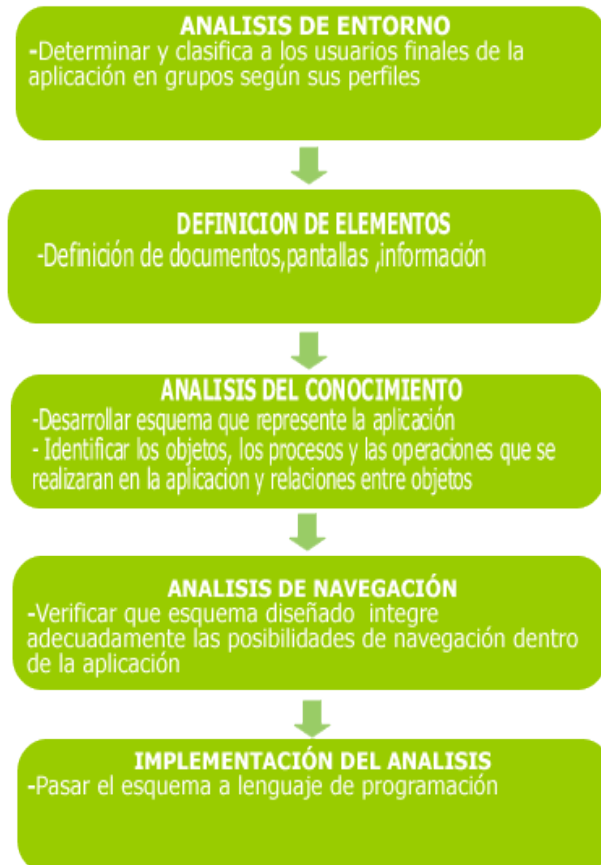 ANALISIS DE ENTORNO
-Determinar y clasifica a los usuarios finales de la
aplicación en grupos según sus perfiles
DEFINICION DE ELEMENTOS
-Definición de documentos,pantallas ,información
ANALISIS DEL CONOCIMIENTO
-Desarrollar esquema que represente la aplicación
- Identificar los objetos, los procesos y las operaciones que se
realizaran en la aplicacion y relaciones entre objetos
ANALISIS DE NAVEGACIÓN
-Verificar que esquema diseñado  integre
adecuadamente las posibilidades de navegación dentro
de la aplicación
IMPLEMENTACIÓN DEL ANALISIS
-Pasar el esquema a lenguaje de programación